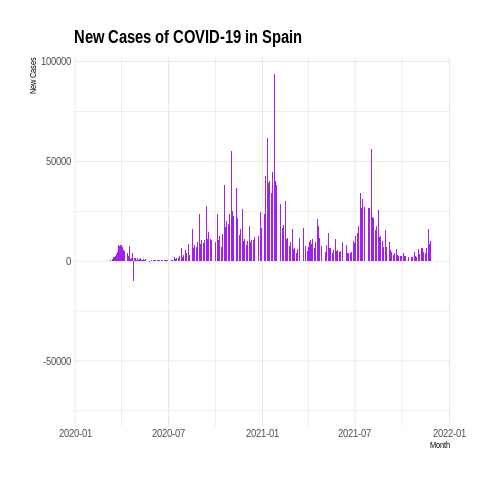 New Cases of COVID-19 in Spain
New Cases
100000
50000
0
-50000
2020-01 2020-07 2021-01 2021-07 2022-01
Month